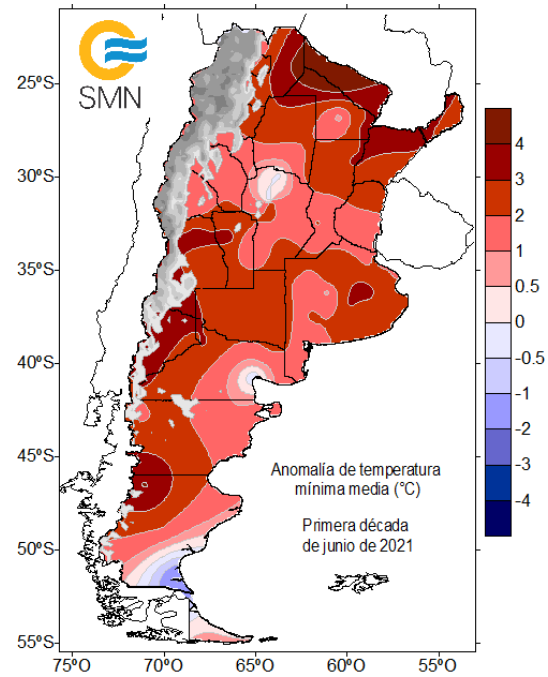 SMN
25°S
30°S
35°S
40°S
45°S
50°S
55°S
75°O
70°O
65°O
60°O
55°O
4
3
2
1
0.5
0
-0.5
-1
-2
-3
-4
Anomalía de temperatura
mínima media (°C)
Primera década
de junio de 2021